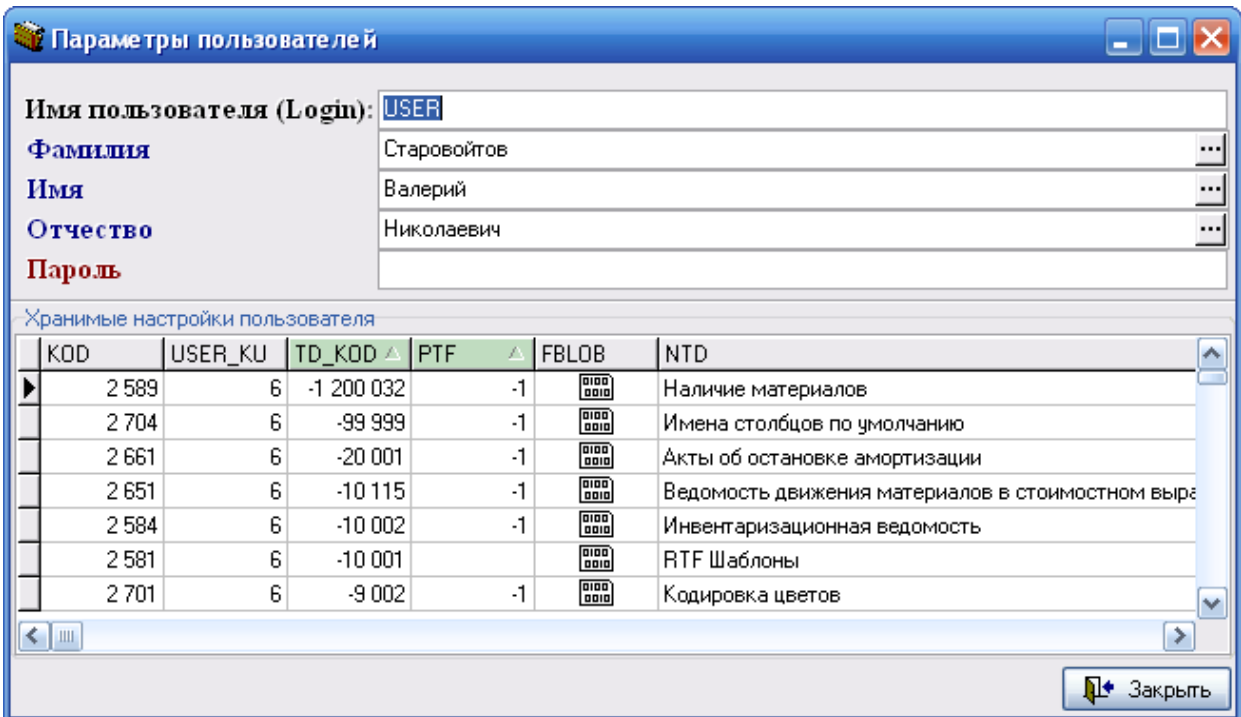 Параметры пользователей
Имя пользователя (Login): USER
Фамилия Старовойтов
Имя Валерий
Отчество Николаевич
Пароль
Хранимые настройки пользователя
KOD USER_KU TD_KOD PTF FBLOB NTD
2 589 6 -1 200 032 -1 Наличие материалов
2 704 6 -99 999 -1 Имена столбцов по умолчанию
2 661 6 -20 001 -1 Акты об остановке амортизации
2 651 6 -10 115 -1 Ведомость движения материалов в стоимостном выра
2 584 6 -10 002 -1 Инвентаризационная ведомость
2 581 6 -10 001 RTF Шаблоны
2 701 6 -9 002 -1 Кодировка цветов
Закрыть